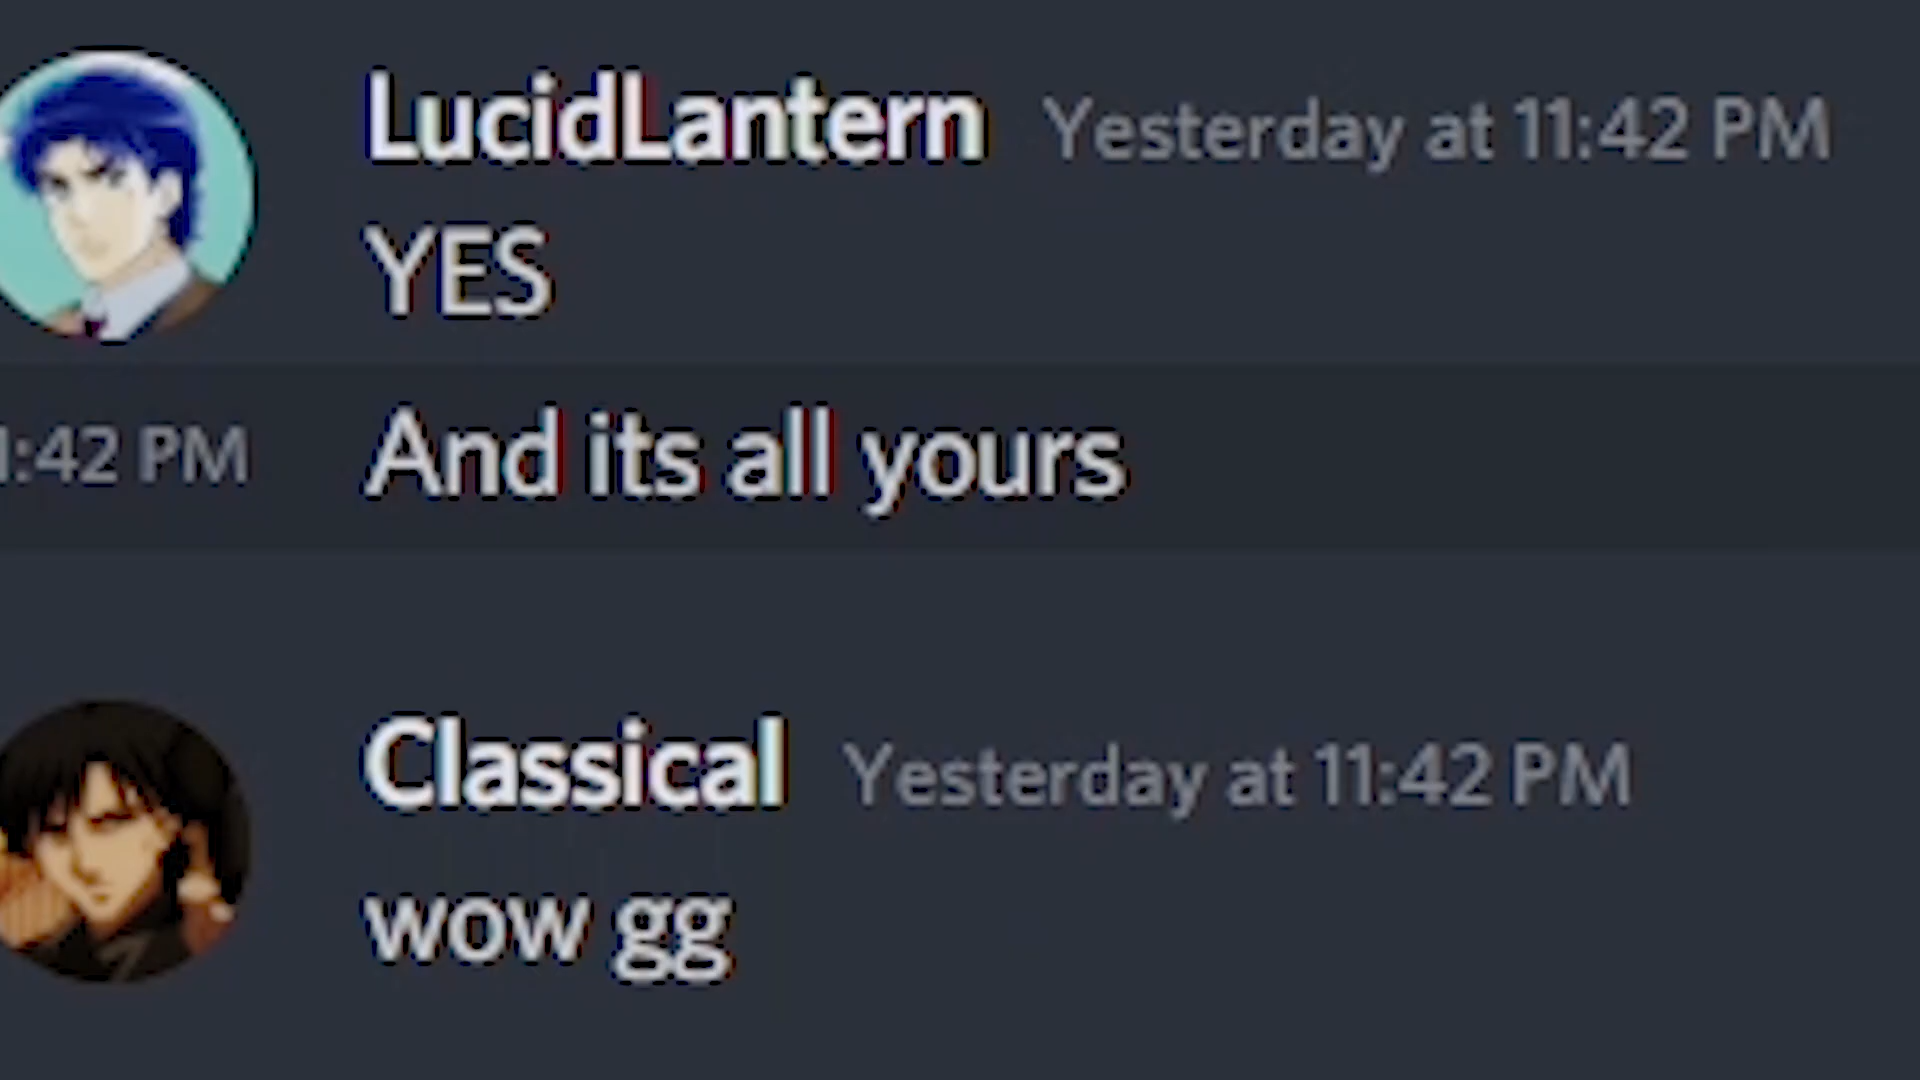 LucidLantern Yesterday at 11:42 PM
YES
1:42 PM And its all yours
Classical Yesterday at 11:42 PM
wow gg